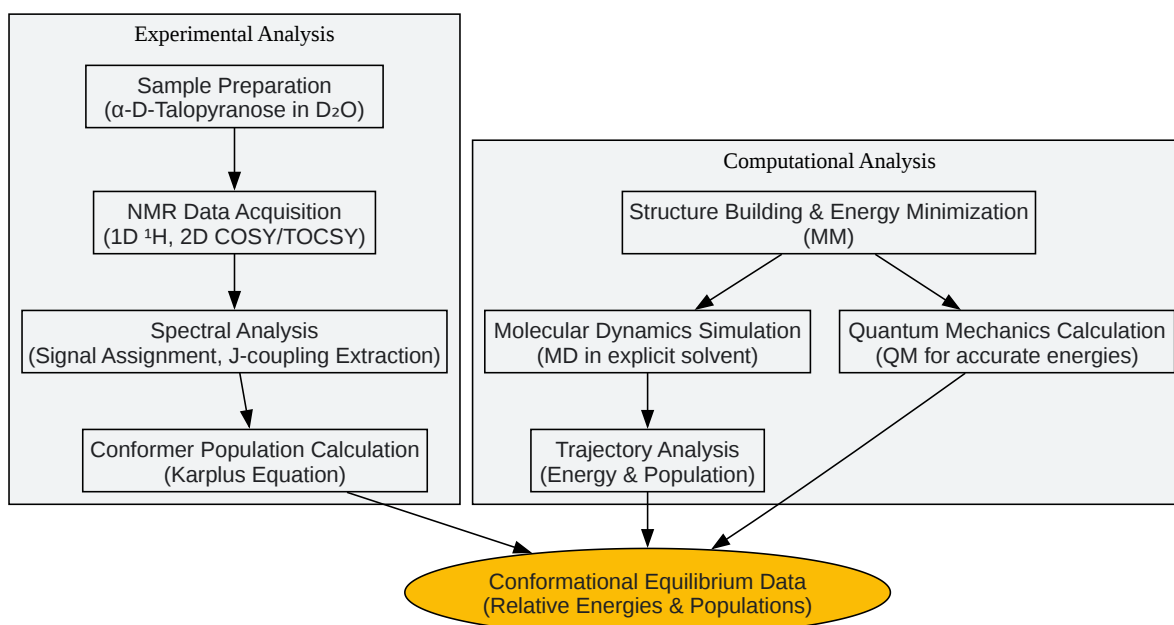 Experimental Analysis
Sample Preparation
(α-D-Talopyranose in D₂O)
NMR Data Acquisition
(1D ¹H, 2D COSY/TOCSY)
Spectral Analysis
(Signal Assignment, J-coupling Extraction)
Conformer Population Calculation
(Karplus Equation)
Computational Analysis
Structure Building & Energy Minimization
(MM)
Molecular Dynamics Simulation
(MD in explicit solvent)
Quantum Mechanics Calculation
(QM for accurate energies)
Trajectory Analysis
(Energy & Population)
Conformational Equilibrium Data
(Relative Energies & Populations)